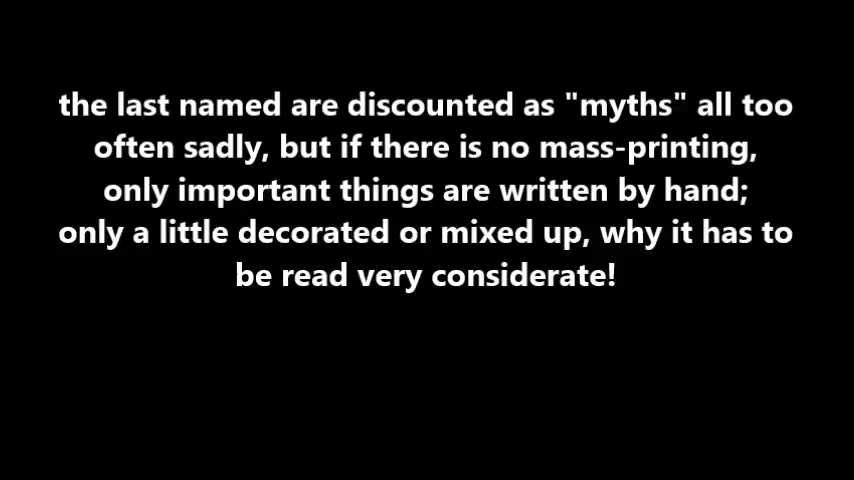 the last named are discounted as "myths" all too
often sadly, but if there is no mass-printing,
only important things are written by hand;
only a little decorated or mixed up, why it has to
be read very considerate!